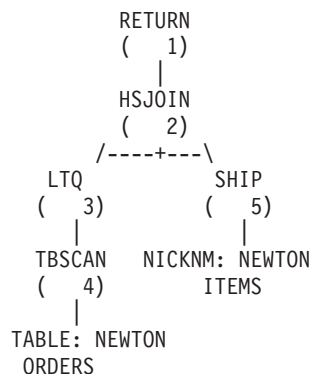 RETURN
( 1)
|
HSJOIN
( 2)
/----+---\
LTQ SHIP
( 3) ( 5)
| |
TBSCAN NICKNM: NEWTON
( 4) ITEMS
|
TABLE: NEWTON
ORDERS